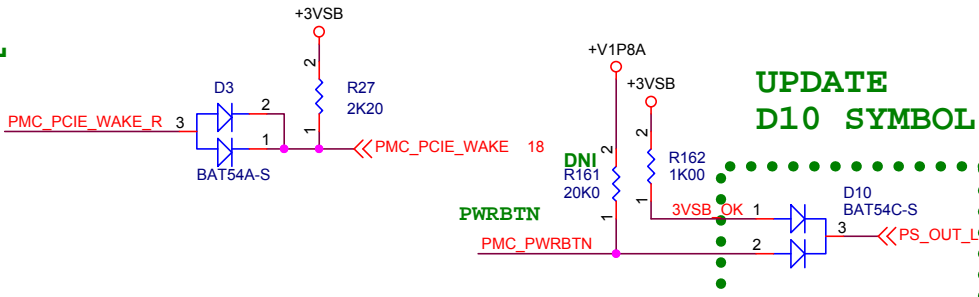 +3VSB
2
D3
R27
2K20
PMC_PCIE_WAKE_R
3
2
1
1
BAT54A-S
PMC_PCIE_WAKE 18
+V1P8A
+3VSB
UPDATE
D10 SYMBOL
2
2
DNI
R161
20K0
R162
1K00
1
1
PWRBTN
3VSB_OK
1
D10
BAT54C-S
3
PS_OUT_L
PMC_PWRBTN
2